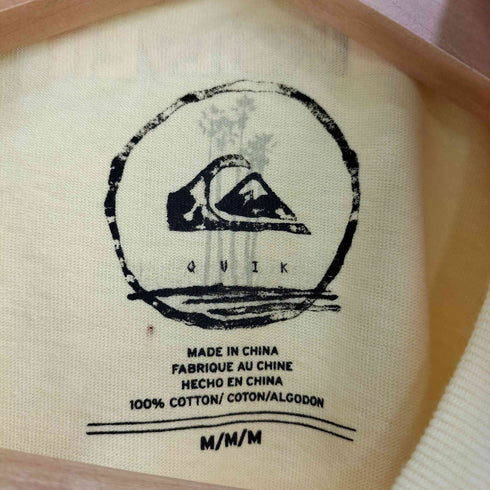 QUIK
MADE IN CHINA
FABRIQUE AU CHINE
HECHO EN CHINA
100% COTTON/ COTON/ALGODON
M/M/M